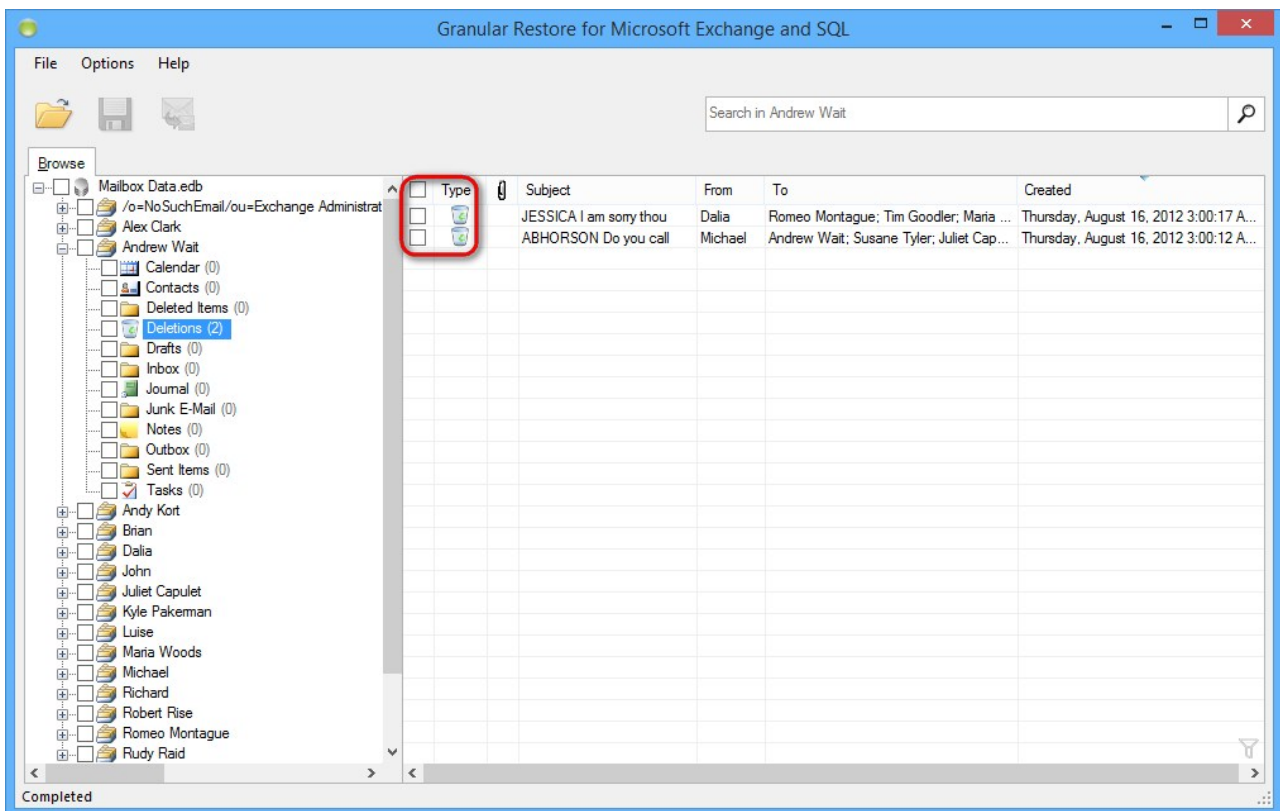 Granular Restore for Microsoft Exchange and SQL
File Options Help
Search in Andrew Wait
Browse
Mailbox Data.edb
/o=NoSuchEmail/ou=Exchange Administrat
Alex Clark
Andrew Wait
Calendar (0)
Contacts (0)
Deleted Items (0)
Deletions (2)
Drafts (0)
Inbox (0)
Journal (0)
Junk E-Mail (0)
Notes (0)
Outbox (0)
Sent Items (0)
Tasks (0)
Andy Kort
Brian
Dalia
John
Juliet Capulet
Kyle Pakerman
Luise
Maria Woods
Michael
Richard
Robert Rise
Romeo Montague
Rudy Raid
Type Subject From To Created
JESSICA I am sorry thou Dalia Romeo Montague; Tim Goodler; Maria ... Thursday, August 16, 2012 3:00:17 A...
ABHORSON Do you call Michael Andrew Wait; Susane Tyler; Juliet Cap... Thursday, August 16, 2012 3:00:12 A...
Completed